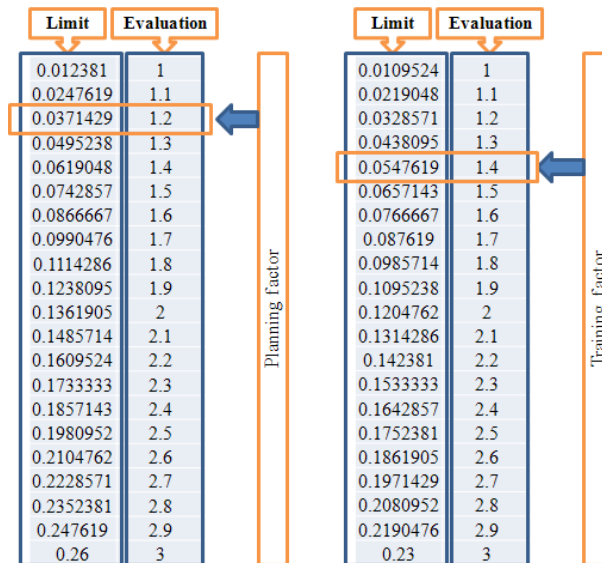 Limit Evaluation Limit Evaluation
0.012381 1 0.0109524 1
0.0247619 1.1 0.0219048 1.1
0.0371429 1.2 0.0328571 1.2
0.0495238 1.3 0.0438095 1.3
0.0619048 1.4 0.0547619 1.4
0.0742857 1.5 0.0657143 1.5
0.0866667 1.6 0.0766667 1.6
0.0990476 1.7 0.087619 1.7
0.1114286 1.8 0.0985714 1.8
0.1238095 1.9 0.1095238 1.9
0.1361905 2 0.1204762 2
0.1485714 2.1 0.1314286 2.1
0.1609524 2.2 0.142381 2.2
0.1733333 2.3 0.1533333 2.3
0.1857143 2.4 0.1642857 2.4
0.1980952 2.5 0.1752381 2.5
0.2104762 2.6 0.1861905 2.6
0.2228571 2.7 0.1971429 2.7
0.2352381 2.8 0.2080952 2.8
0.247619 2.9 0.2190476 2.9
0.26 3 0.23 3
Planning factor
Training factor